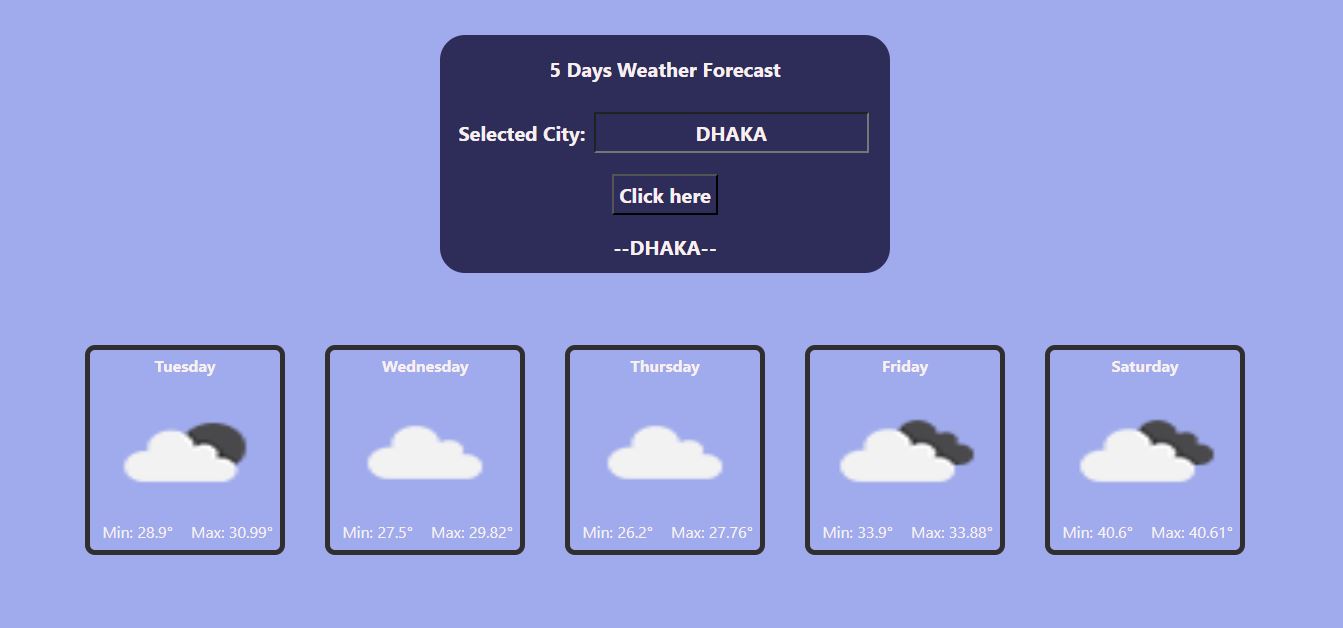 5 Days Weather Forecast
Selected City: DHAKA
Click here
--DHAKA--
Tuesday
Min: 28.9° Max: 30.99°
Wednesday
Min: 27.5° Max: 29.82°
Thursday
Min: 26.2° Max: 27.76°
Friday
Min: 33.9° Max: 33.88°
Saturday
Min: 40.6° Max: 40.61°